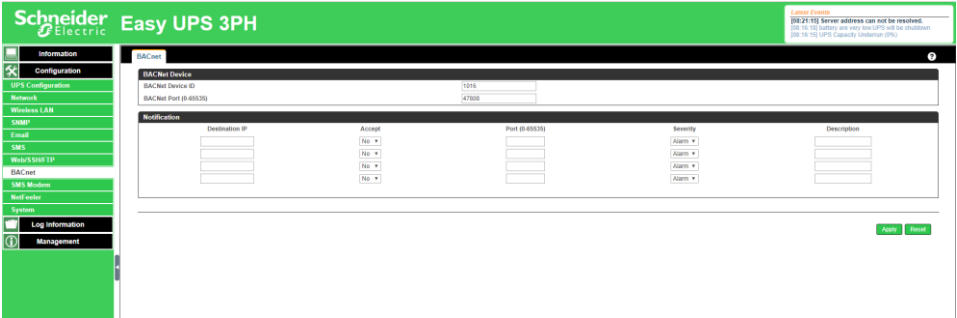 Schneider Electric Easy UPS 3PH
Latest Events
[08:21:15] Server address can not be resolved.
[08:16:18] battery are very low UPS will be shutdown
[08:16:15] UPS Capacity Underrun (0%)
Information
Configuration
UPS Configuration
Network
Wireless LAN
SNMP
Email
SMS
Web/SSH/FTP
BACnet
SMS Modem
NetFeeler
System
Log Information
Management
BACnet
?
BACNet Device
BACNet Device ID 1016
BACNet Port (0-65535) 47808
Notification
Destination IP Accept Port (0-65535) Severity Description
No Alarm
No Alarm
No Alarm
No Alarm
Apply Reset